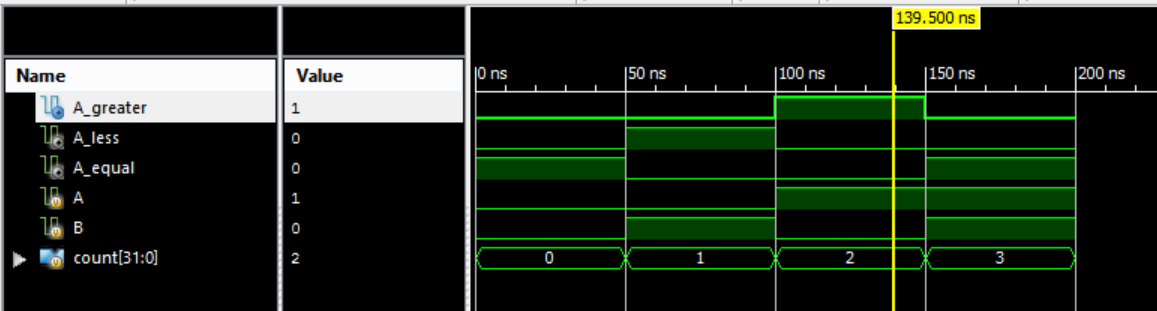 139.500 ns
Name Value 0 ns 50 ns 100 ns 150 ns 200 ns
A_greater 1
A_less 0
A_equal 0
A 1
B 0
count[31:0] 2 0 1 2 3